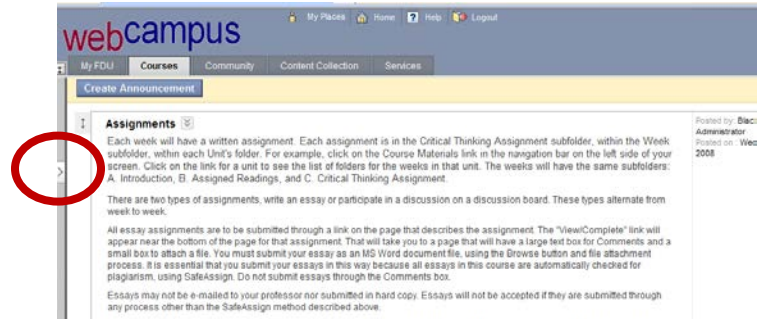 My Places Home ? Help Logout
webcampus
My FDU Courses Community Content Collection Services
Create Announcement
Assignments
Each week will have a written assignment. Each assignment is in the Critical Thinking Assignment subfolder, within the Week
subfolder, within each Unit's folder. For example, click on the Course Materials link in the navigation bar on the left side of your
screen. Click on the link for a unit to see the list of folders for the weeks in that unit. The weeks will have the same subfolders:
A. Introduction, B. Assigned Readings, and C. Critical Thinking Assignment.
There are two types of assignments, write an essay or participate in a discussion on a discussion board. These types alternate from
week to week.
All essay assignments are to be submitted through a link on the page that describes the assignment. The "View/Complete" link will
appear near the bottom of the page for that assignment. That will take you to a page that will have a large text box for Comments and a
small box to attach a file. You must submit your essay as an MS Word document file, using the Browse button and file attachment
process. It is essential that you submit your essays in this way because all essays in this course are automatically checked for
plagiarism, using SafeAssign. Do not submit essays through the Comments box.
Essays may not be e-mailed to your professor nor submitted in hard copy. Essays will not be accepted if they are submitted through
any process other than the SafeAssign method described above.
Posted by: Blac
Administrator
Posted on : Wed
2008